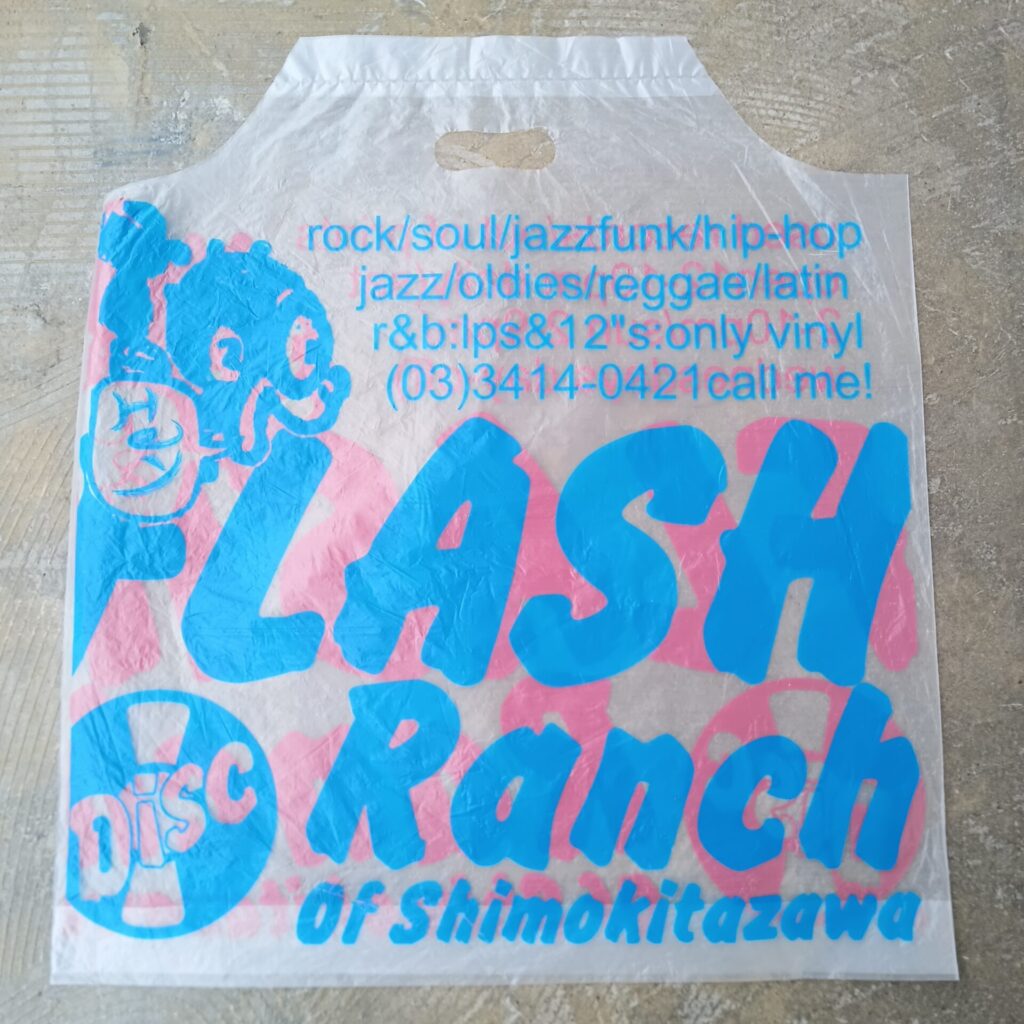 rock/soul/jazzfunk/hip-hop
jazz/oldies/reggae/latin
r&b:lps&12"s:only vinyl
(03)3414-0421call me!
FLASH
DISC
Ranch
Of Shimokitazawa